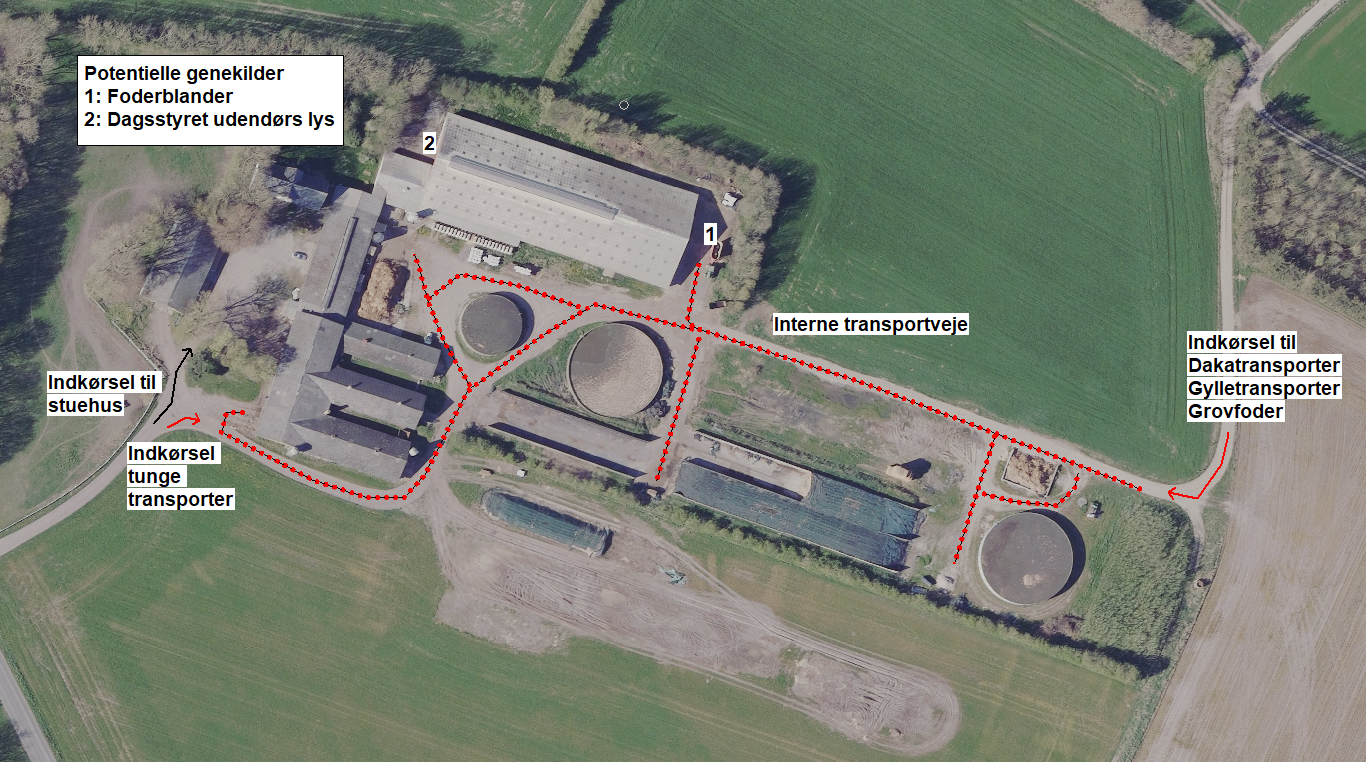 Potentielle genekilder
1: Foderblander
2: Dagsstyret udendørs lys
2
1
Interne transportveje
Indkørsel til
Dakatransporter
Gylletransporter
Grovfoder
Indkørsel til
stuehus
Indkørsel
tunge
transporter